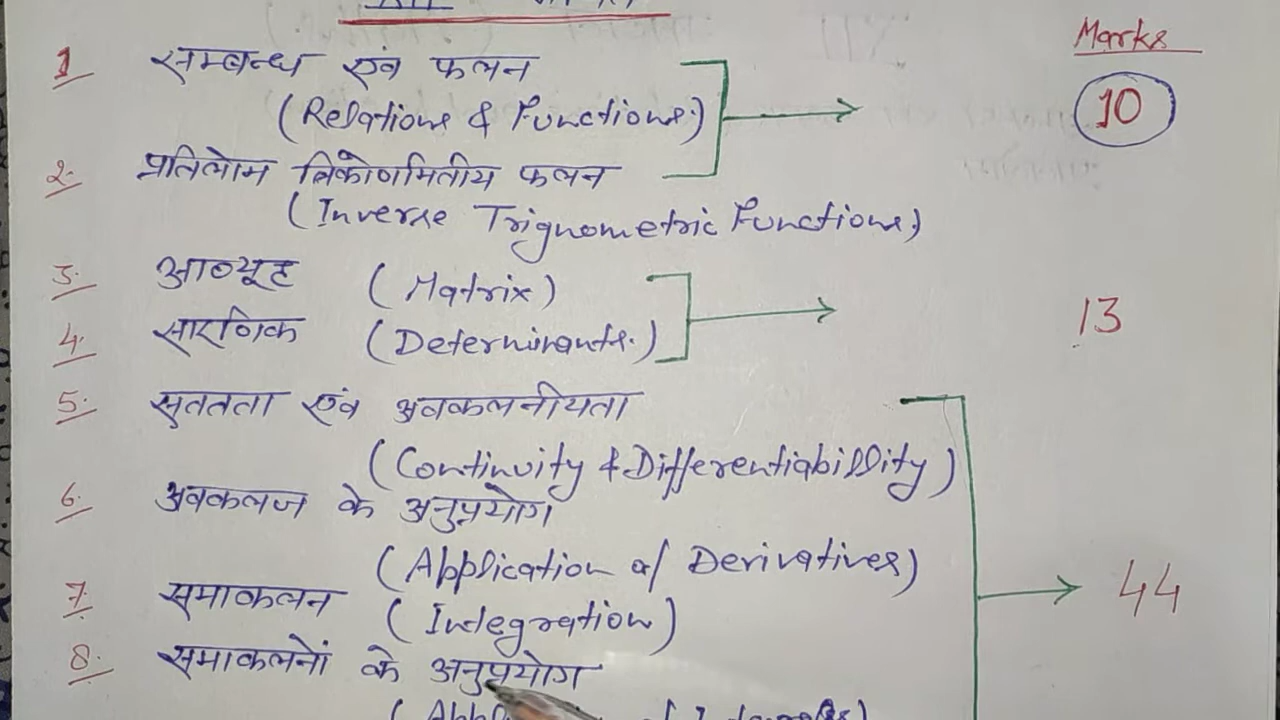 Marks
1 सम्बन्ध एवं फलन
(Relations & Functions) 10
2. प्रतिलोम त्रिकोणमितीय फलन
(Inverse Trignometric Functions)
3. आव्यूह (Matrix)
13
4. सारणिक (Determinants.)
5. सुततता एवं अवकलनीयता
(Continuity & Differentiability)
6. अवकलज के अनुप्रयोग
(Application of Derivatives)
44
7. समाकलन (Integration)
8. समाकलनों के अनुप्रयोग